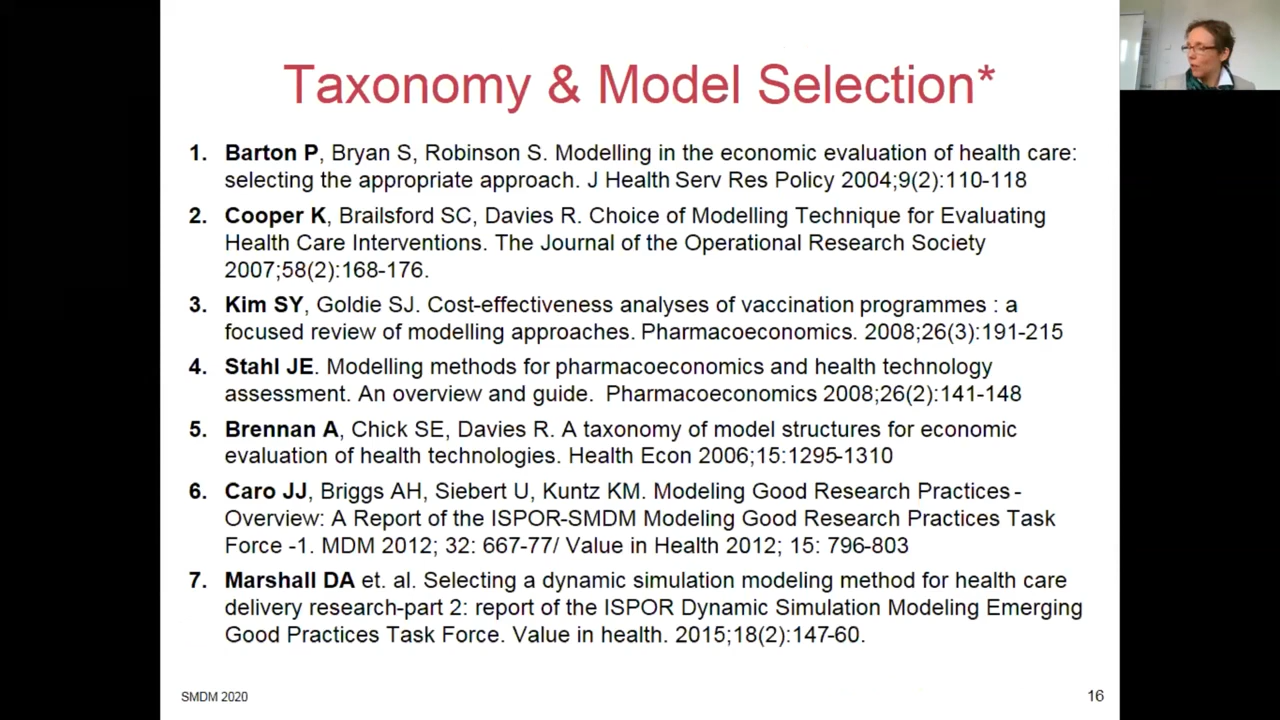 Taxonomy & Model Selection*
1. Barton P, Bryan S, Robinson S. Modelling in the economic evaluation of health care:
selecting the appropriate approach. J Health Serv Res Policy 2004;9(2):110-118
2. Cooper K, Brailsford SC, Davies R. Choice of Modelling Technique for Evaluating
Health Care Interventions. The Journal of the Operational Research Society
2007;58(2):168-176.
3. Kim SY, Goldie SJ. Cost-effectiveness analyses of vaccination programmes : a
focused review of modelling approaches. Pharmacoeconomics. 2008;26(3):191-215
4. Stahl JE. Modelling methods for pharmacoeconomics and health technology
assessment. An overview and guide. Pharmacoeconomics 2008;26(2):141-148
5. Brennan A, Chick SE, Davies R. A taxonomy of model structures for economic
evaluation of health technologies. Health Econ 2006;15:1295-1310
6. Caro JJ, Briggs AH, Siebert U, Kuntz KM. Modeling Good Research Practices -
Overview: A Report of the ISPOR-SMDM Modeling Good Research Practices Task
Force -1. MDM 2012; 32: 667-77/ Value in Health 2012; 15: 796-803
7. Marshall DA et. al. Selecting a dynamic simulation modeling method for health care
delivery research-part 2: report of the ISPOR Dynamic Simulation Modeling Emerging
Good Practices Task Force. Value in health. 2015;18(2):147-60.
SMDM 2020
16